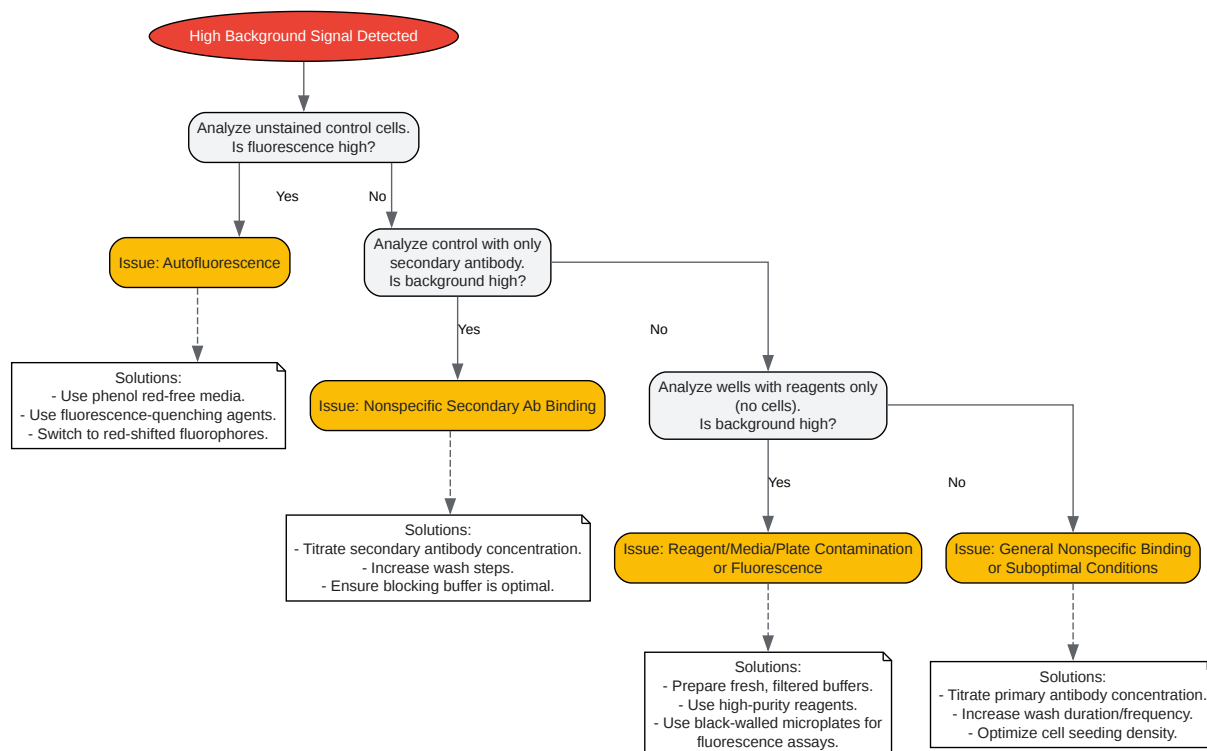 High Background Signal Detected
Analyze unstained control cells.
Is fluorescence high?
Yes
No
Issue: Autofluorescence
Analyze control with only
secondary antibody.
Is background high?
Solutions:
- Use phenol red-free media.
- Use fluorescence-quenching agents.
- Switch to red-shifted fluorophores.
Yes
No
Issue: Nonspecific Secondary Ab Binding
Analyze wells with reagents only
(no cells).
Is background high?
Solutions:
- Titrate secondary antibody concentration.
- Increase wash steps.
- Ensure blocking buffer is optimal.
Yes
No
Issue: Reagent/Media/Plate Contamination
or Fluorescence
Issue: General Nonspecific Binding
or Suboptimal Conditions
Solutions:
- Prepare fresh, filtered buffers.
- Use high-purity reagents.
- Use black-walled microplates for
fluorescence assays.
Solutions:
- Titrate primary antibody concentration.
- Increase wash duration/frequency.
- Optimize cell seeding density.